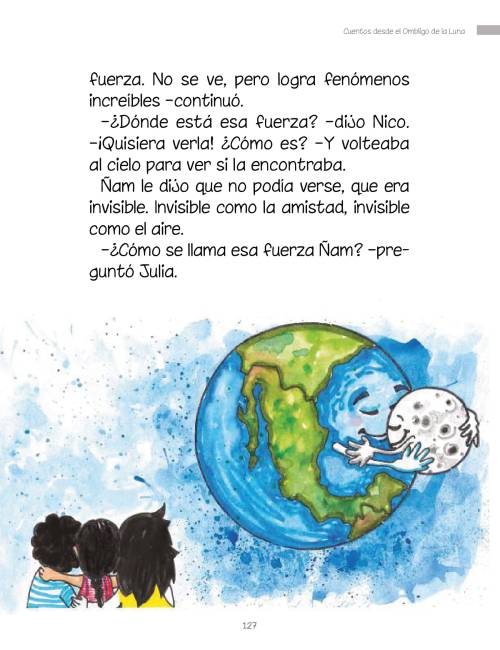 Cuentos desde el Ombligo de la Luna
fuerza. No se ve, pero logra fenómenos
increíbles –continuó.
–¿Dónde está esa fuerza? –dijo Nico.
–¡Quisiera verla! ¿Cómo es? –Y volteaba
al cielo para ver si la encontraba.
Ñam le dijo que no podía verse, que era
invisible. Invisible como la amistad, invisible
como el aire.
–¿Cómo se llama esa fuerza Ñam? –pre-
guntó Julia.
127